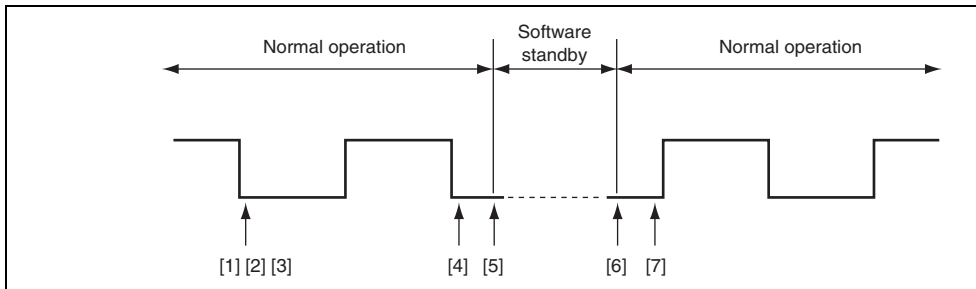 Normal operation
Software
standby
Normal operation
[1] [2] [3]
[4]
[5]
[6]
[7]